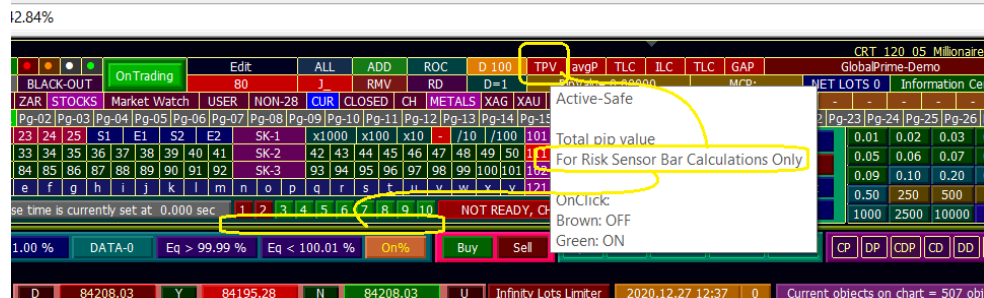 42.84%
CRT 120 05 Millionaire
OnTrading Edit ALL ADD ROC D 100 TPV avgP TLC ILC TLC GAP GlobalPrime-Demo
BLACK-OUT 80 J_ RMV RD D=1 MCP: NET LOTS 0 Information Ce
ZAR STOCKS Market Watch USER NON-28 CUR CLOSED CH METALS XAG XAU - - - - -
Pg-02 Pg-03 Pg-04 Pg-05 Pg-06 Pg-07 Pg-08 Pg-09 Pg-10 Pg-11 Pg-12 Pg-13 Pg-14 Pg-15 2 Pg-23 Pg-24 Pg-25 Pg-26
23 24 25 S1 E1 S2 E2 SK-1 x1000 x100 x10 - /10 /100 101 0.01 0.02 0.03
33 34 35 36 37 38 39 40 41 SK-2 42 43 44 45 46 47 48 49 50 111 0.05 0.06 0.07
84 85 86 87 88 89 90 91 92 SK-3 93 94 95 96 97 98 99 100 101 102 0.09 0.10 0.20
e f g h i j k l m n o p q r s t u v w x y 121 0.50 250 500
Active-Safe
Total pip value
For Risk Sensor Bar Calculations Only
OnClick:
Brown: OFF
Green: ON
se time is currently set at 0.000 sec 1 2 3 4 5 6 7 8 9 10 NOT READY, CH 1000 2500 10000
1.00 % DATA-0 Eq > 99.99 % Eq < 100.01 % On% Buy Sell CP DP CDP CD DD
D 84208.03 Y 84195.28 N 84208.03 U Infinity Lots Limiter 2020.12.27 12:37 0 Current objects on chart = 507 obj